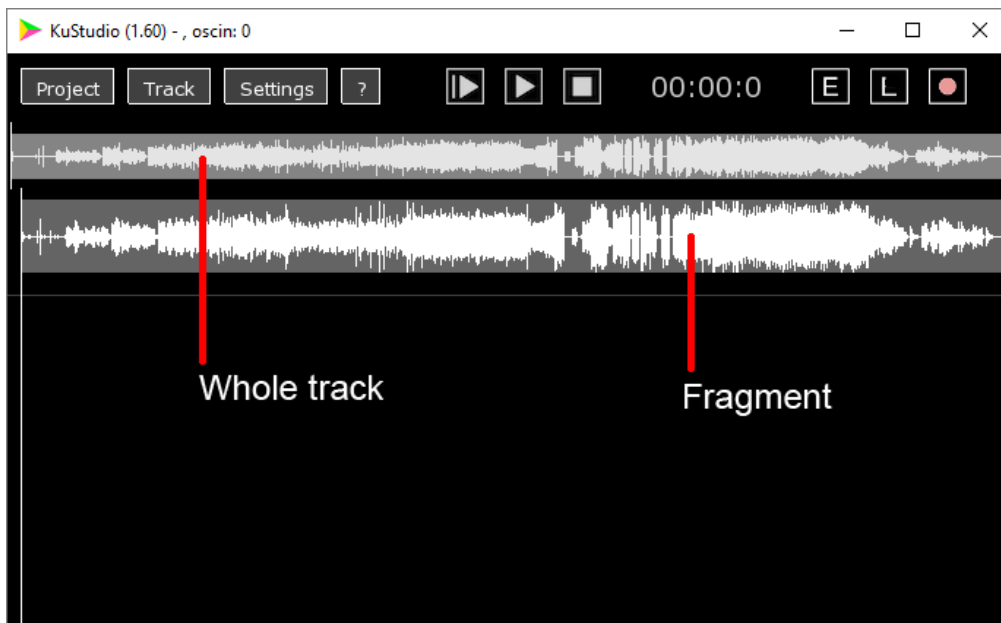 KuStudio (1.60) - , oscin: 0
Project Track Settings ? 00:00:0 E L
Whole track
Fragment